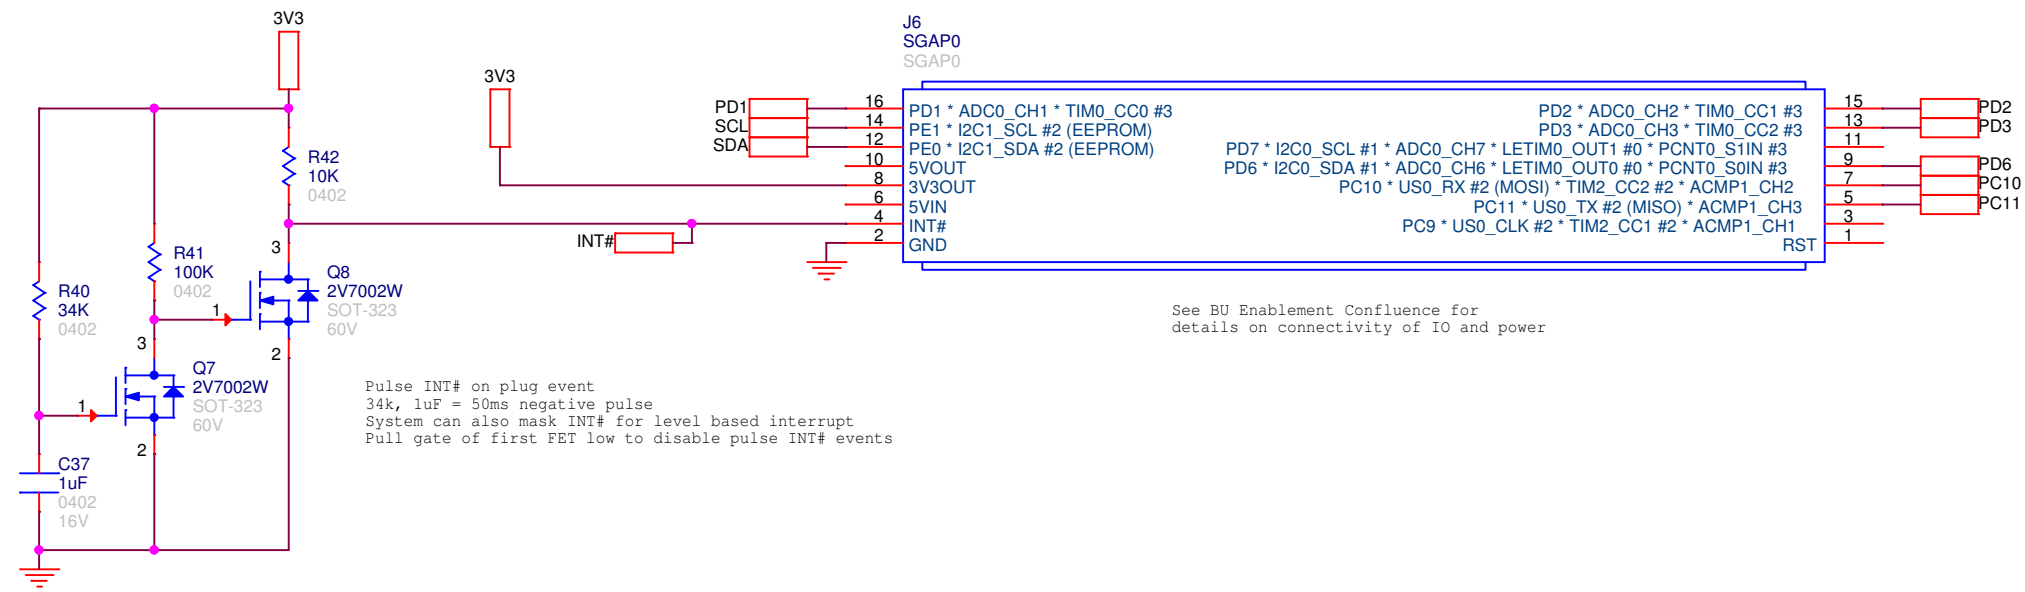 3V3
R42
10K
0402
R41
100K
0402
R40
34K
0402
3
Q8
2V7002W
SOT-323
60V
1
2
3
Q7
2V7002W
SOT-323
60V
1
2
C37
1uF
0402
16V
Pulse INT# on plug event
34k, 1uF = 50ms negative pulse
System can also mask INT# for level based interrupt
Pull gate of first FET low to disable pulse INT# events
3V3
INT#
J6
SGAP0
SGAP0
PD1 16 PD1 * ADC0_CH1 * TIM0_CC0 #3
SCL 14 PE1 * I2C1_SCL #2 (EEPROM)
SDA 12 PE0 * I2C1_SDA #2 (EEPROM)
10 5VOUT
8 3V3OUT
6 5VIN
4 INT#
2 GND
PD2 * ADC0_CH2 * TIM0_CC1 #3 15 PD2
PD3 * ADC0_CH3 * TIM0_CC2 #3 13 PD3
PD7 * I2C0_SCL #1 * ADC0_CH7 * LETIM0_OUT1 #0 * PCNT0_S1IN #3 11
PD6 * I2C0_SDA #1 * ADC0_CH6 * LETIM0_OUT0 #0 * PCNT0_S0IN #3 9 PD6
PC10 * US0_RX #2 (MOSI) * TIM2_CC2 #2 * ACMP1_CH2 7 PC10
PC11 * US0_TX #2 (MISO) * ACMP1_CH3 5 PC11
PC9 * US0_CLK #2 * TIM2_CC1 #2 * ACMP1_CH1 3
RST 1
See BU Enablement Confluence for
details on connectivity of IO and power